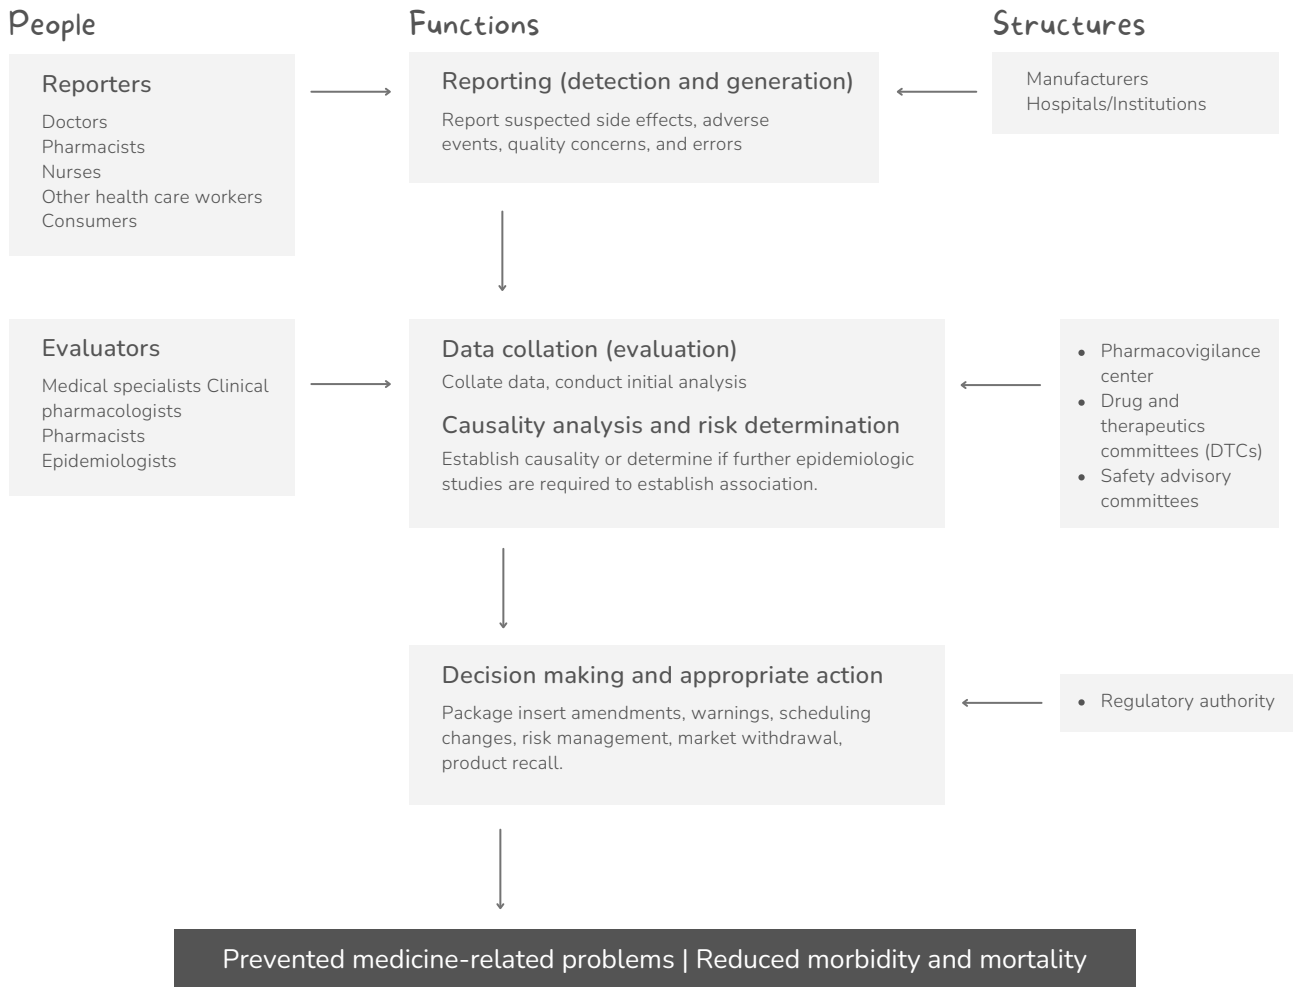 People
Functions
Structures
Reporters
Doctors
Pharmacists
Nurses
Other health care workers
Consumers
Reporting (detection and generation)
Report suspected side effects, adverse
events, quality concerns, and errors
Manufacturers
Hospitals/Institutions
Evaluators
Medical specialists Clinical
pharmacologists
Pharmacists
Epidemiologists
Data collation (evaluation)
Collate data, conduct initial analysis
Causality analysis and risk determination
Establish causality or determine if further epidemiologic
studies are required to establish association.
• Pharmacovigilance
center
• Drug and
therapeutics
committees (DTCs)
• Safety advisory
committees
Decision making and appropriate action
Package insert amendments, warnings, scheduling
changes, risk management, market withdrawal,
product recall.
• Regulatory authority
Prevented medicine-related problems | Reduced morbidity and mortality